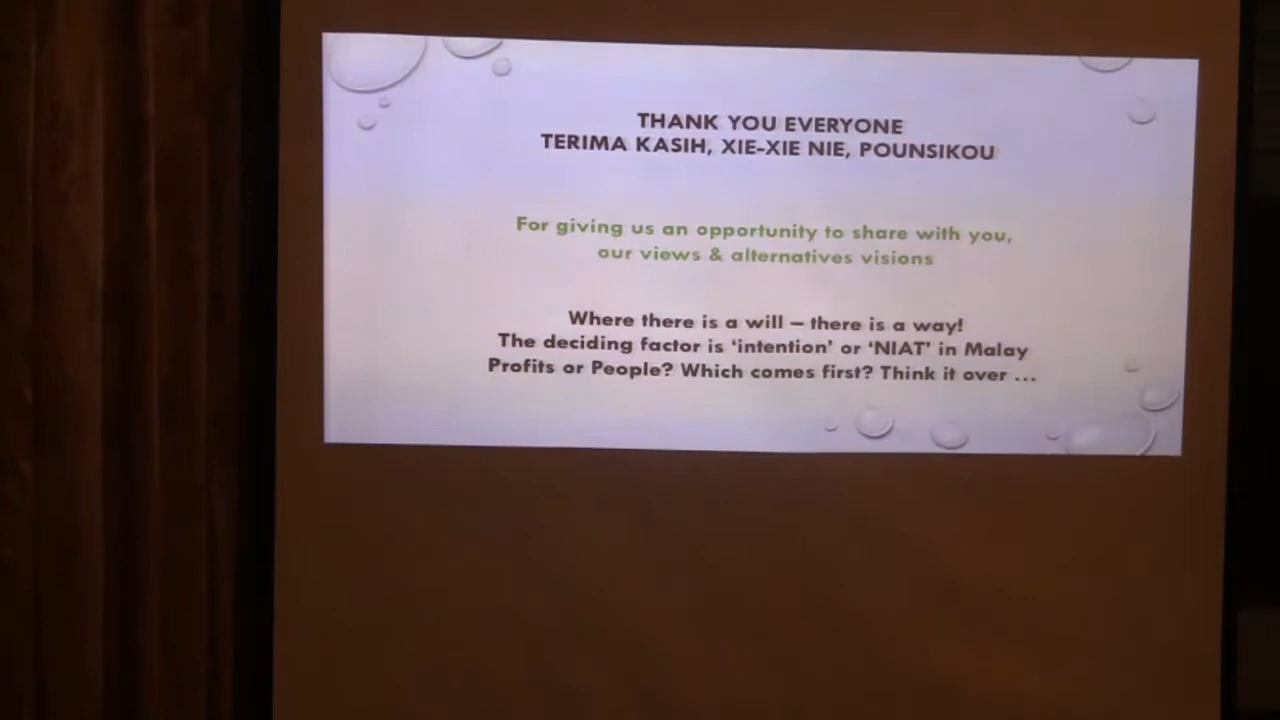 THANK YOU EVERYONE
TERIMA KASIH, XIE-XIE NIE, POUNSIKOU
For giving us an opportunity to share with you,
our views & alternatives visions
Where there is a will – there is a way!
The deciding factor is ‘intention’ or ‘NIAT’ in Malay
Profits or People? Which comes first? Think it over ...